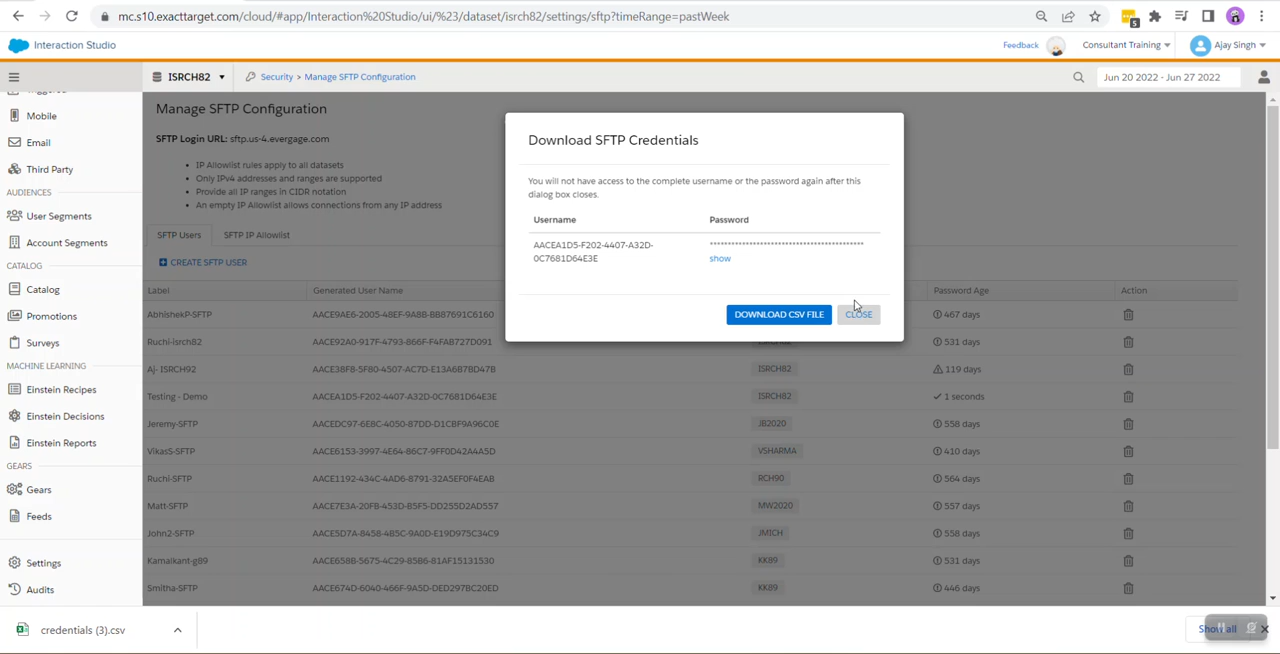 mc.s10.exacttarget.com/cloud/#app/Interaction%20Studio/ui/%23/dataset/isrch82/settings/sftp?timeRange=pastWeek
5
Interaction Studio
Feedback
Consultant Training
Ajay Singh
ISRCH82
Security > Manage SFTP Configuration
Jun 20 2022 - Jun 27 2022
Mobile
Email
Third Party
AUDIENCES
User Segments
Account Segments
CATALOG
Catalog
Promotions
Surveys
MACHINE LEARNING
Einstein Recipes
Einstein Decisions
Einstein Reports
GEARS
Gears
Feeds
Settings
Audits
Manage SFTP Configuration
SFTP Login URL: sftp.us-4.evergage.com
• IP Allowlist rules apply to all datasets
• Only IPv4 addresses and ranges are supported
• Provide all IP ranges in CIDR notation
• An empty IP Allowlist allows connections from any IP address
SFTP Users SFTP IP Allowlist
CREATE SFTP USER
Label Generated User Name Password Age Action
AbhishekP-SFTP AACE9AE6-2005-48EF-9A8B-BB87691C6160 467 days
Ruchi-isrch82 AACE92A0-917F-4793-866F-F4FAB727D091 531 days
Aj- ISRCH92 AACE38F8-5F80-4507-AC7D-E13A6B7BD47B ISRCH82 119 days
Testing - Demo AACEA1D5-F202-4407-A32D-0C7681D64E3E ISRCH82 1 seconds
Jeremy-SFTP AACEDC97-6E8C-4050-87DD-D1CBF9A96C0E JB2020 558 days
VikasS-SFTP AACE6153-3997-4E64-86C7-9FF0D42A4A5D VSHARMA 410 days
Ruchi-SFTP AACE1192-434C-4AD6-8791-32A5EF0F4EAB RCH90 564 days
Matt-SFTP AACE7E3A-20FB-453D-B5F5-DD255D2AD557 MW2020 557 days
John2-SFTP AACE5D7A-8458-485C-9A0D-E19D975C34C9 JMICH 558 days
Kamalkant-g89 AACE658B-5675-4C29-85B6-81AF15131530 KK89 531 days
Smitha-SFTP AACE674D-6040-466F-9A5D-DED297BC20ED KK89 446 days
Download SFTP Credentials
You will not have access to the complete username or the password again after this
dialog box closes.
Username Password
AACEA1D5-F202-4407-A32D-
0C7681D64E3E
show
DOWNLOAD CSV FILE CLOSE
credentials (3).csv
Show all